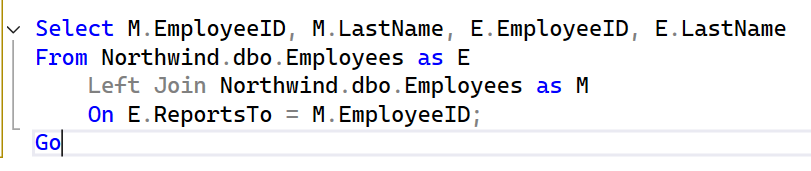 Select M.EmployeeID, M.LastName, E.EmployeeID, E.LastName
From Northwind.dbo.Employees as E
    Left Join Northwind.dbo.Employees as M
    On E.ReportsTo = M.EmployeeID;
Go